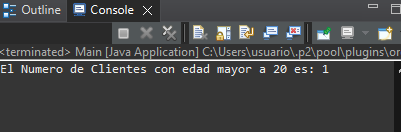 Outline Console
<terminated> Main [Java Application] C:\Users\usuario\.p2\pool\plugins\or
El Numero de Clientes con edad mayor a 20 es: 1